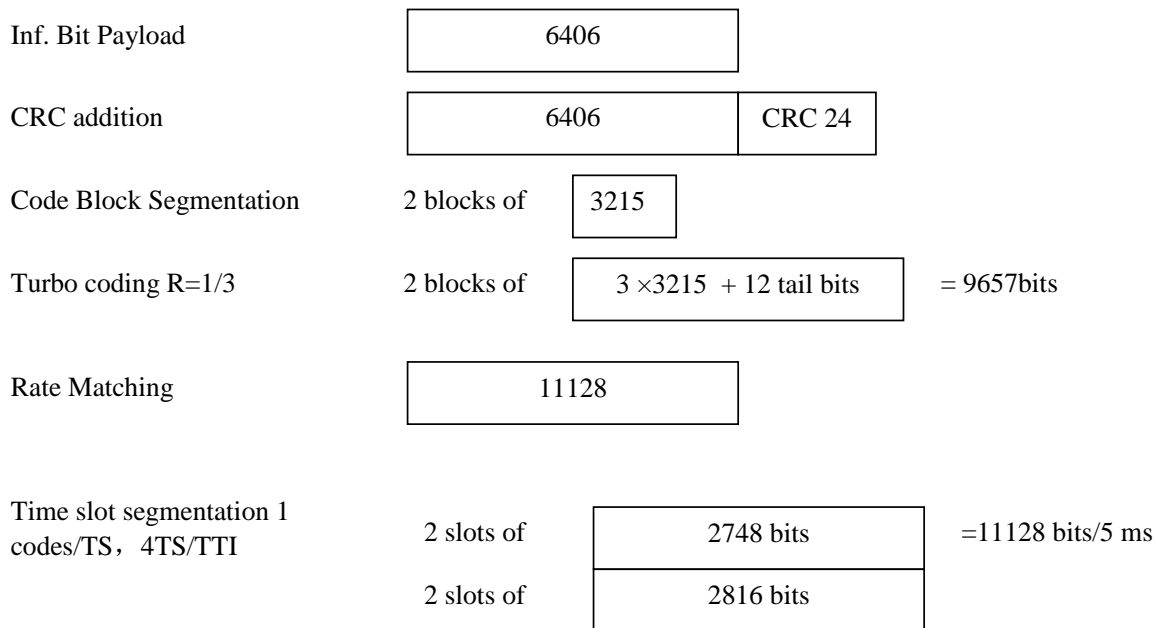 Inf. Bit Payload 6406
CRC addition 6406 CRC 24
Code Block Segmentation 2 blocks of 3215
Turbo coding R=1/3 2 blocks of 3 ×3215 + 12 tail bits = 9657bits
Rate Matching 11128
Time slot segmentation 1
codes/TS，4TS/TTI 2 slots of 2748 bits =11128 bits/5 ms
2 slots of 2816 bits